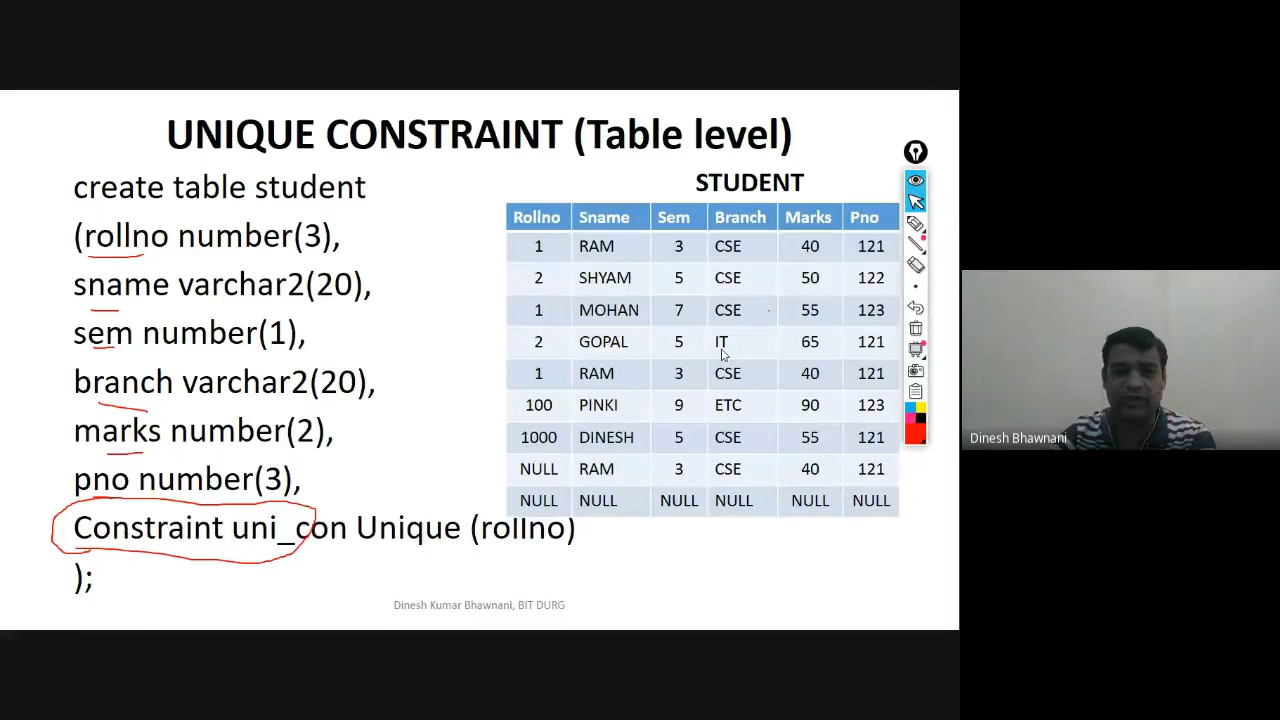 UNIQUE CONSTRAINT (Table level)
create table student
(rollno number(3),
sname varchar2(20),
sem number(1),
branch varchar2(20),
marks number(2),
pno number(3),
Constraint uni_con Unique (rollno)
);
STUDENT
Rollno Sname Sem Branch Marks Pno
1 RAM 3 CSE 40 121
2 SHYAM 5 CSE 50 122
1 MOHAN 7 CSE 55 123
2 GOPAL 5 IT 65 121
1 RAM 3 CSE 40 121
100 PINKI 9 ETC 90 123
1000 DINESH 5 CSE 55 121
NULL RAM 3 CSE 40 121
NULL NULL NULL NULL NULL NULL
Dinesh Kumar Bhawnani, BIT DURG
Dinesh Bhawnani